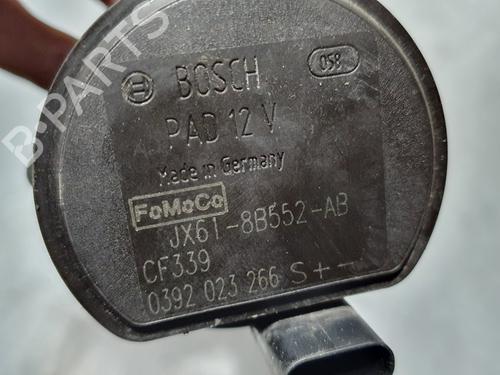 B-PARTS
BOSCH
058
PAD 12 V
Made in Germany
FoMoCo
JX61-8B552-AB
CF339
0392 023 266 S + -